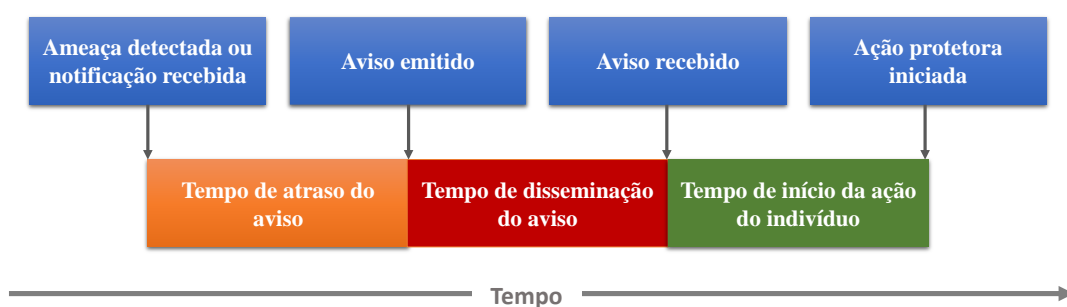 Ameaça detectada ou
notificação recebida
Aviso emitido
Aviso recebido
Ação protetora
iniciada
Tempo de atraso do
aviso
Tempo de disseminação
do aviso
Tempo de início da ação
do indivíduo
Tempo